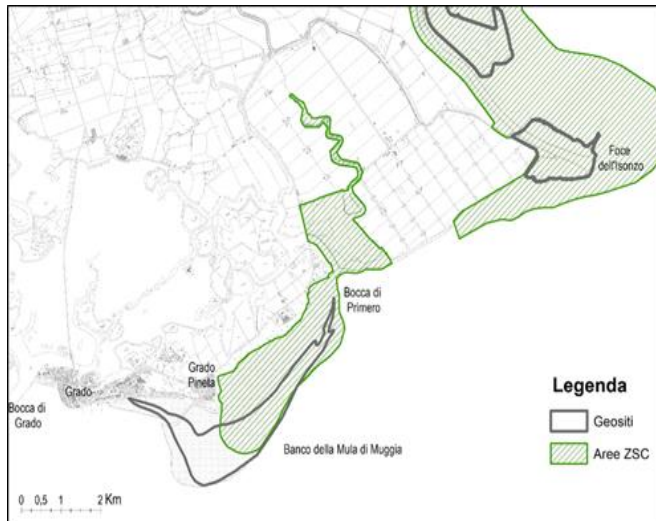 Foce
dell'Isonzo
Bocca di
Primero
Grado
Pineta
Grado
Bocca di
Grado
Banco della Mula di Muggia
Legenda
Geositi
Aree ZSC
0 0,5 1 2 Km